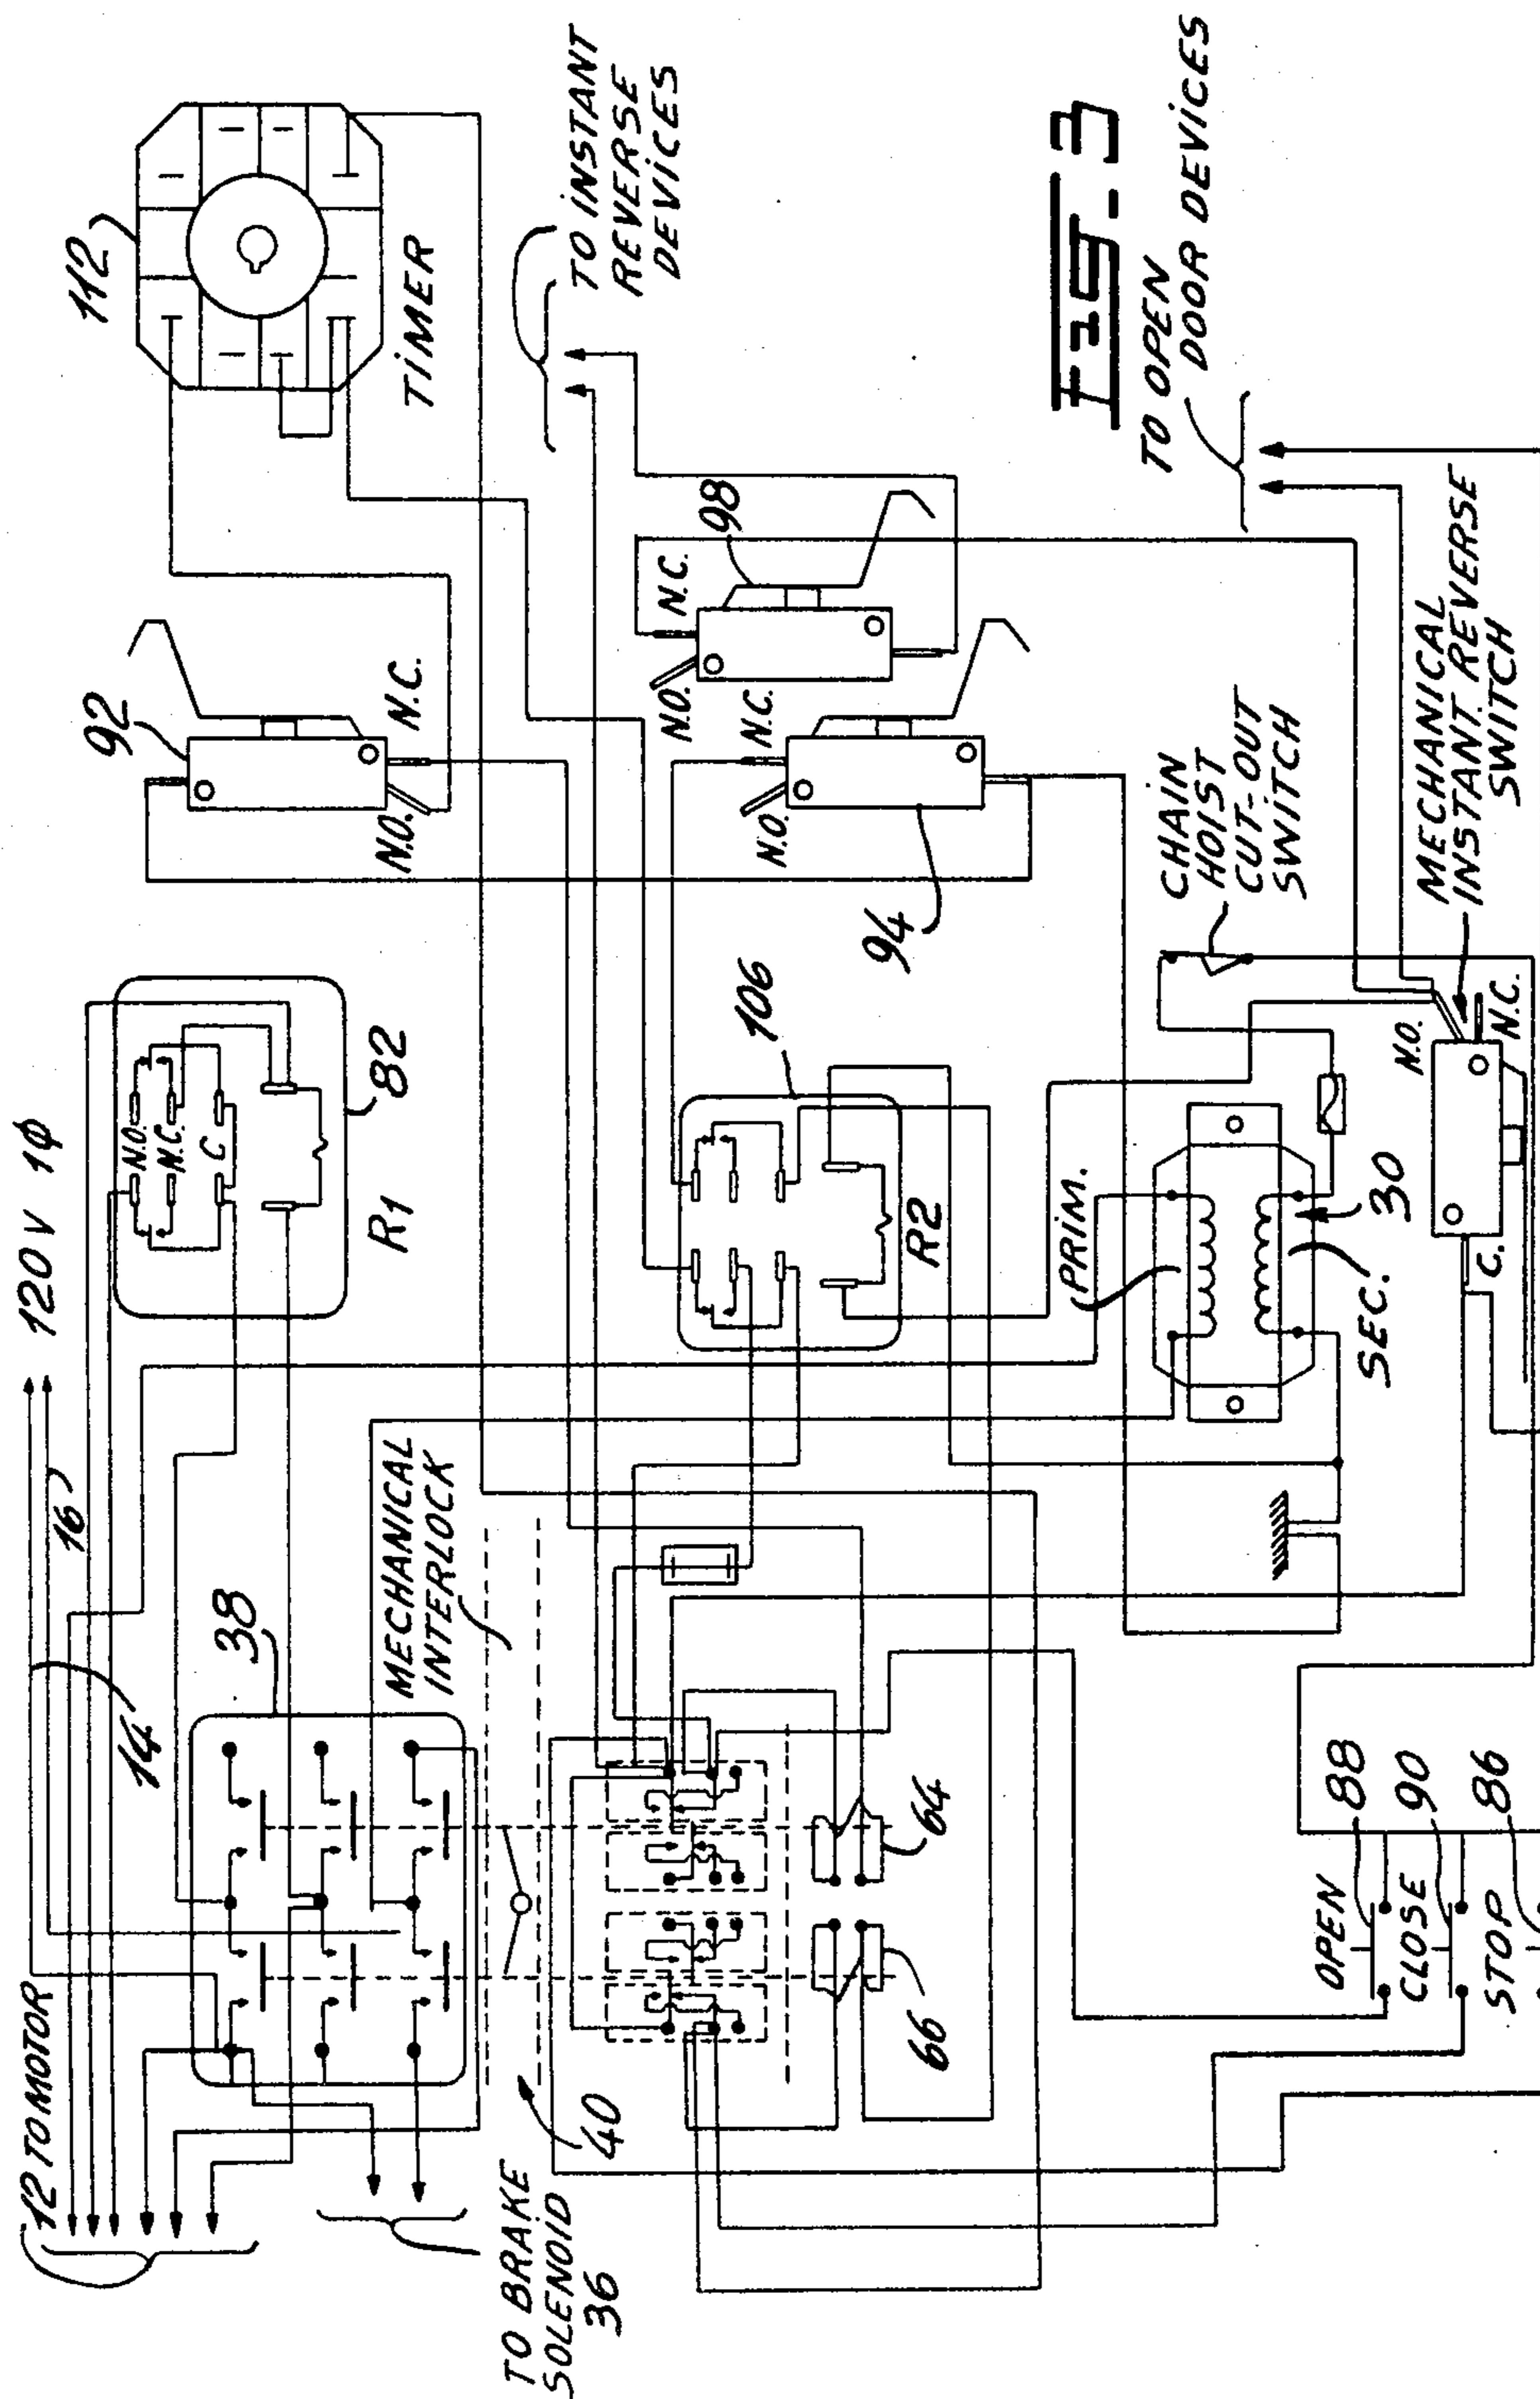 12 TO MOTOR
14
16
120 V 1φ
38
MECHANICAL
INTERLOCK
N.O.
N.C.
C
82
R1
92
N.C.
N.O.
112
TIMER
TO INSTANT
REVERSE
DEVICES
TO BRAKE
SOLENOID
36
40
66
64
106
R2
94
N.O.
N.C.
98
N.O.
N.C.
FIG. 3
TO OPEN
DOOR DEVICES
PRIM.
SEC.
30
CHAIN
HOIST
CUT-OUT
SWITCH
MECHANICAL
INSTANT REVERSE
SWITCH
N.O.
N.C.
C.
OPEN
88
CLOSE
90
STOP
86